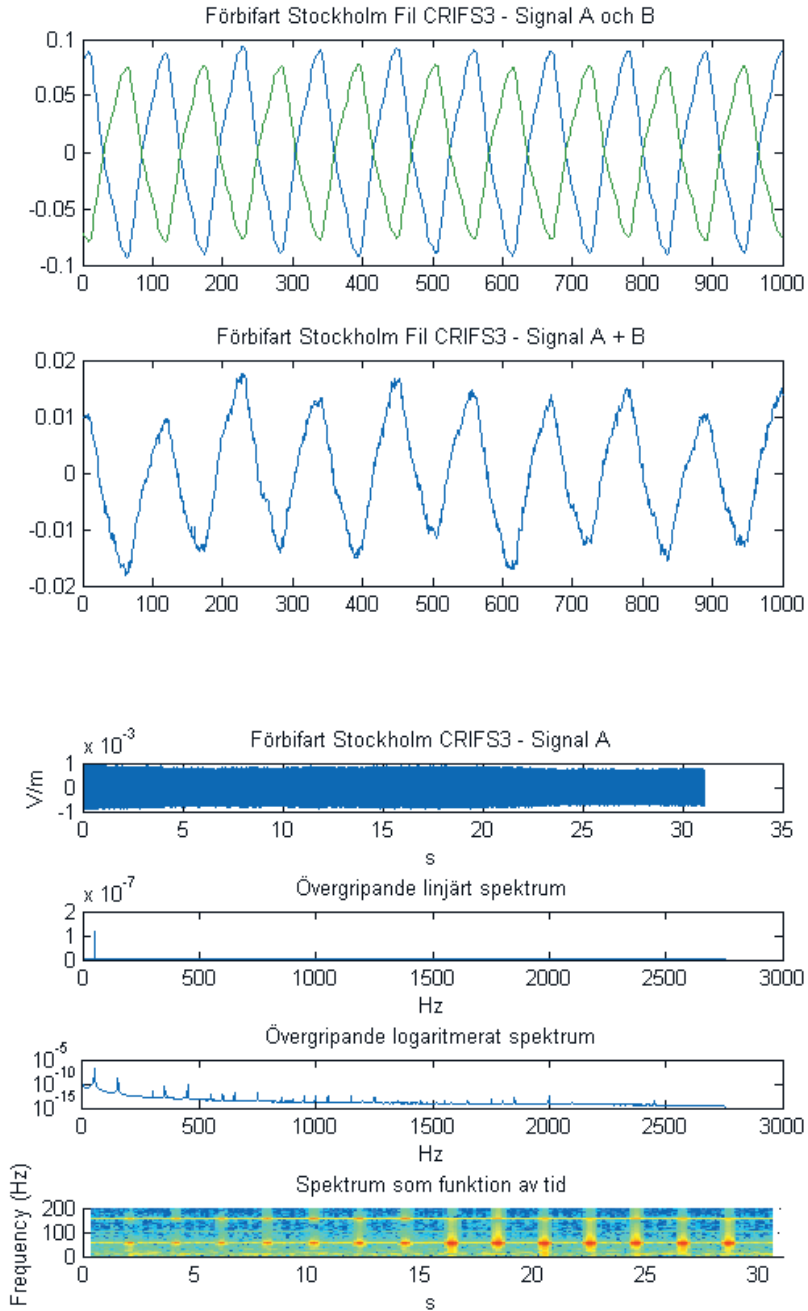 Förbifart Stockholm Fil CRIFS3 - Signal A och B
0.1
0.05
0
-0.05
-0.1
0 100 200 300 400 500 600 700 800 900 1000
Förbifart Stockholm Fil CRIFS3 - Signal A + B
0.02
0.01
0
-0.01
-0.02
0 100 200 300 400 500 600 700 800 900 1000
x 10⁻³
Förbifart Stockholm CRIFS3 - Signal A
V/m
1
0
-1
0 5 10 15 20 25 30 35
s
x 10⁻⁷
Övergripande linjärt spektrum
2
1
0
0 500 1000 1500 2000 2500 3000
Hz
Övergripande logaritmerat spektrum
10⁻⁵
10⁻¹⁰
10⁻¹⁵
0 500 1000 1500 2000 2500 3000
Hz
Spektrum som funktion av tid
Frequency (Hz)
200
100
0
0 5 10 15 20 25 30
s